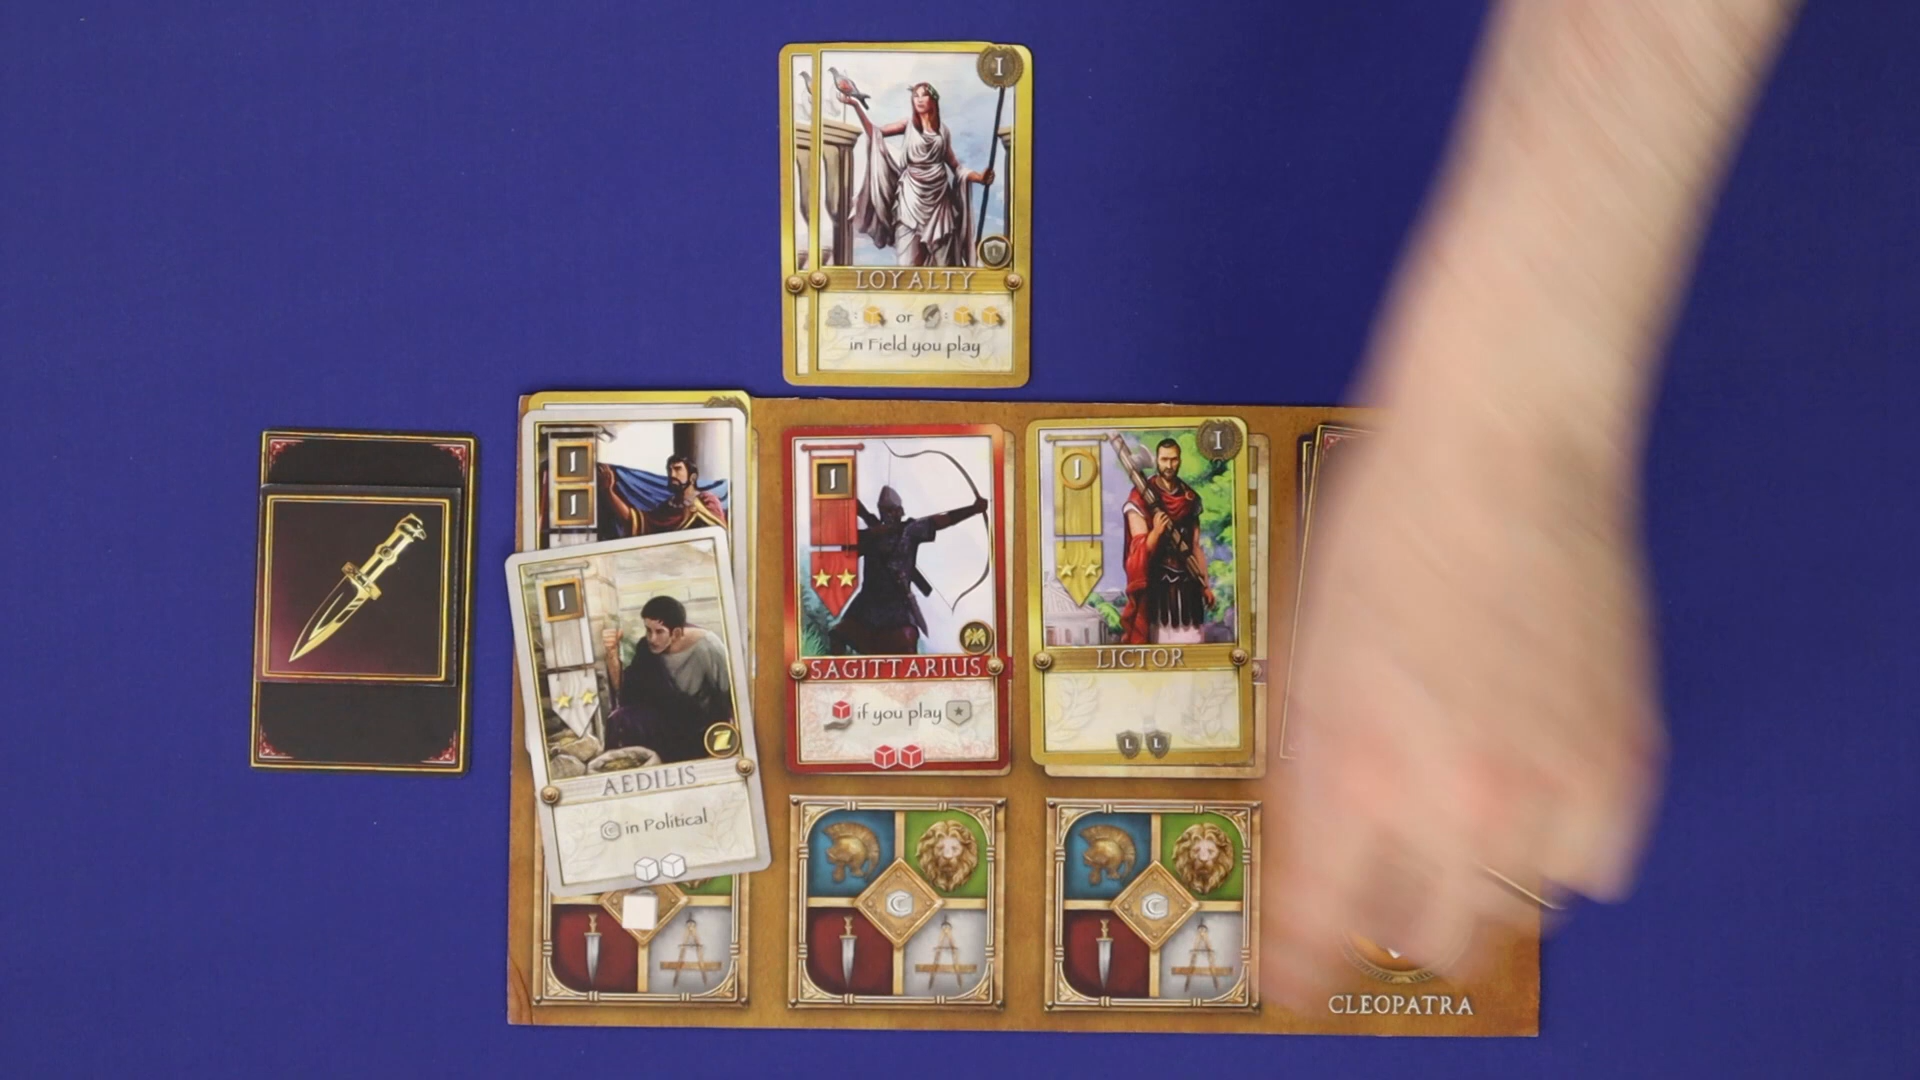 I
LOYALTY
: or :
in Field you play
I
I
I
SAGITTARIUS
if you play
I
I
LICTOR
L L
I
AEDILIS
C in Political
C
C
CLEOPATRA